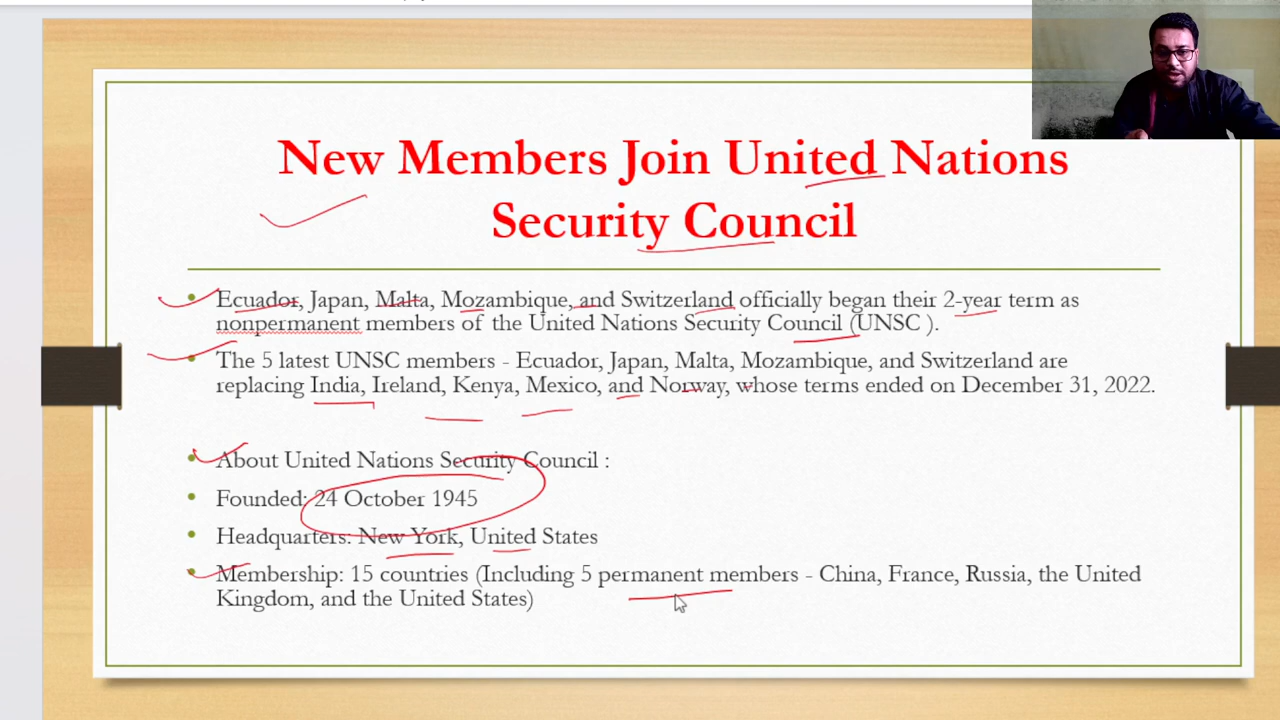 New Members Join United Nations
Security Council
• Ecuador, Japan, Malta, Mozambique, and Switzerland officially began their 2-year term as
nonpermanent members of the United Nations Security Council (UNSC ).
• The 5 latest UNSC members - Ecuador, Japan, Malta, Mozambique, and Switzerland are
replacing India, Ireland, Kenya, Mexico, and Norway, whose terms ended on December 31, 2022.
• About United Nations Security Council :
• Founded: 24 October 1945
• Headquarters: New York, United States
• Membership: 15 countries (Including 5 permanent members - China, France, Russia, the United
Kingdom, and the United States)